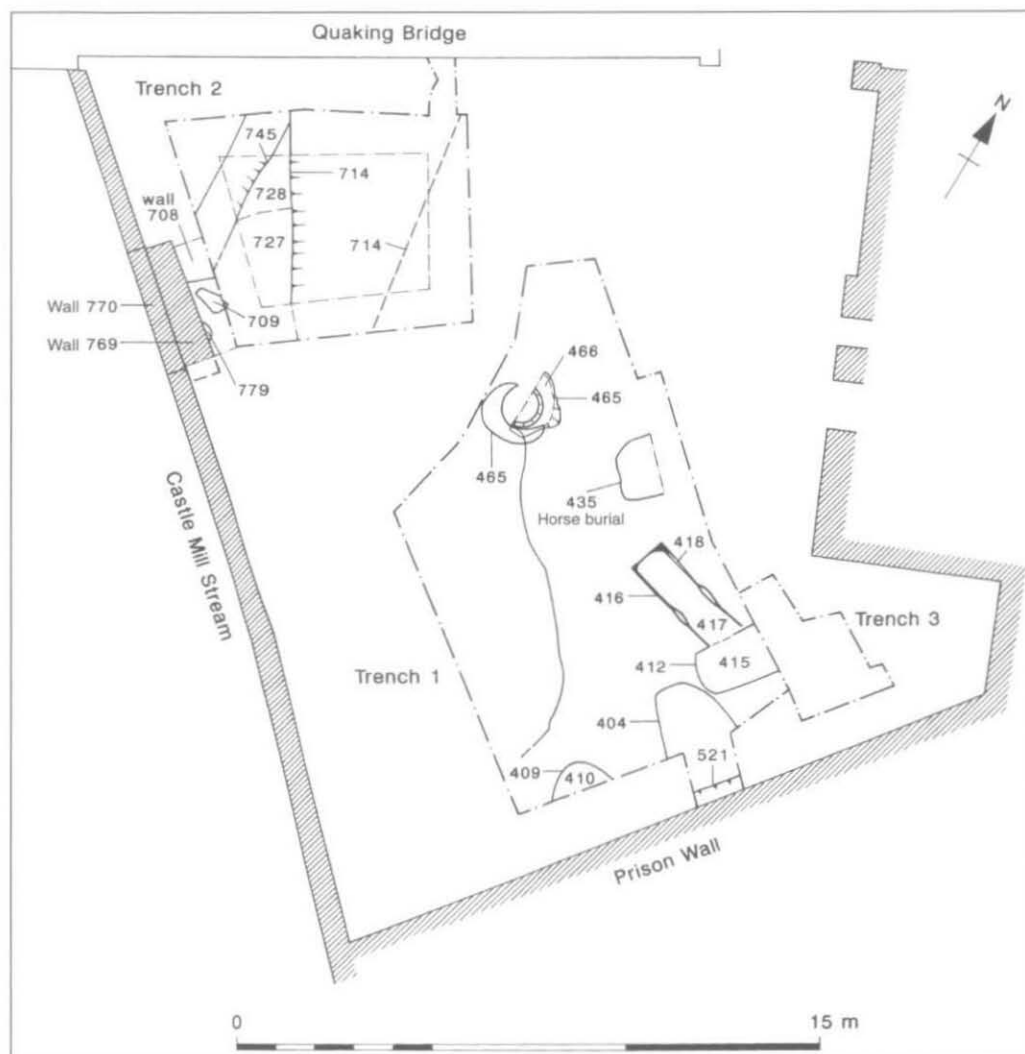 Quaking Bridge
Trench 2
N
745
714
728
wall
708
727
714
Wall 770
709
Wall 769
779
466
465
465
435
Horse burial
Castle Mill Stream
418
416
417
Trench 3
412
415
Trench 1
404
409
410
521
Prison Wall
0
15 m